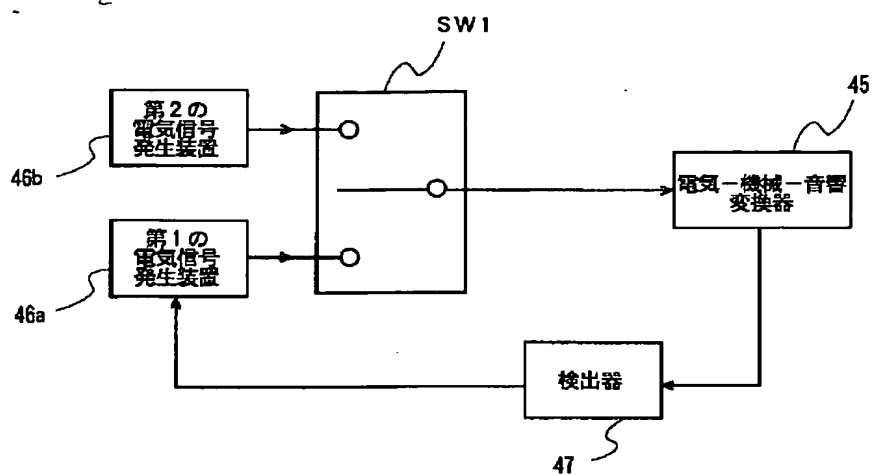 SW1
45
第2の
電気信号
発生装置
46b
電気－機械－音響
変換器
第1の
電気信号
発生装置
46a
検出器
47